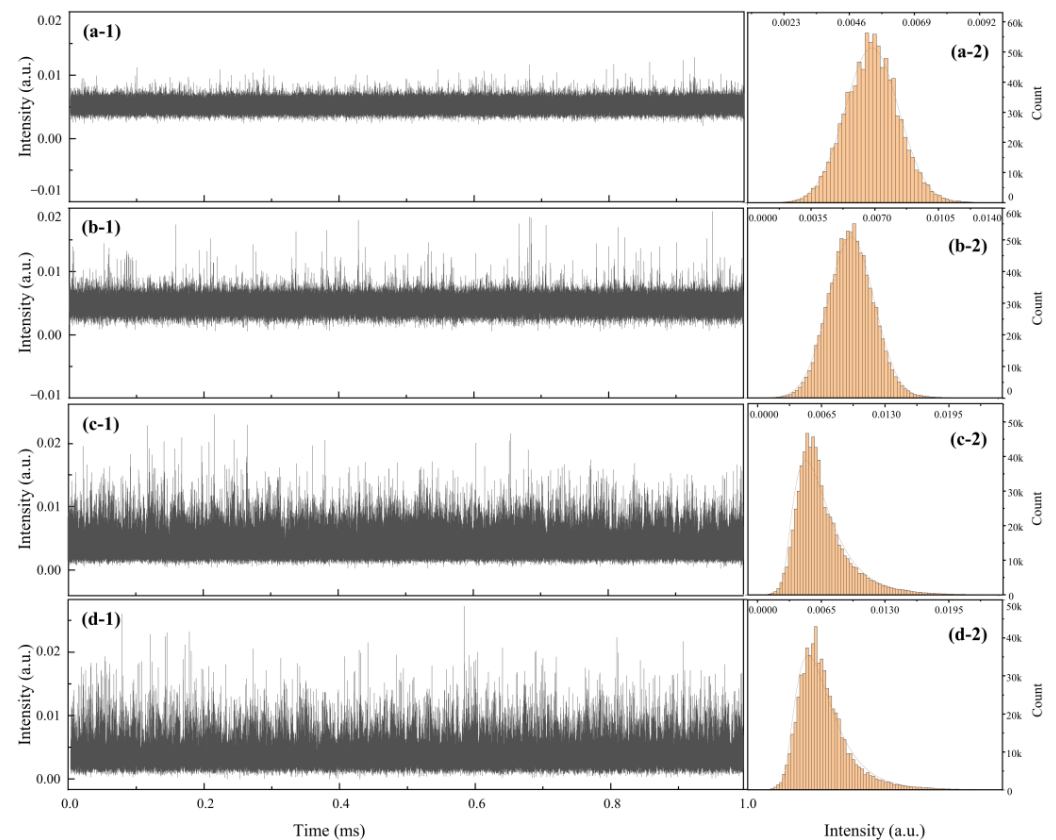 (a-1)
0.02
0.01
0.00
−0.01
Intensity (a.u.)
0.0023 0.0046 0.0069 0.0092
(a-2)
60k
50k
40k
30k
20k
10k
0
Count
(b-1)
0.02
0.01
0.00
−0.01
Intensity (a.u.)
0.0000 0.0035 0.0070 0.0105 0.0140
(b-2)
60k
50k
40k
30k
20k
10k
0
Count
(c-1)
0.02
0.01
0.00
Intensity (a.u.)
0.0000 0.0065 0.0130 0.0195
(c-2)
50k
40k
30k
20k
10k
0
Count
(d-1)
0.02
0.01
0.00
Intensity (a.u.)
0.0000 0.0065 0.0130 0.0195
(d-2)
50k
40k
30k
20k
10k
0
Count
0.0 0.2 0.4 0.6 0.8 1.0
Time (ms)
Intensity (a.u.)